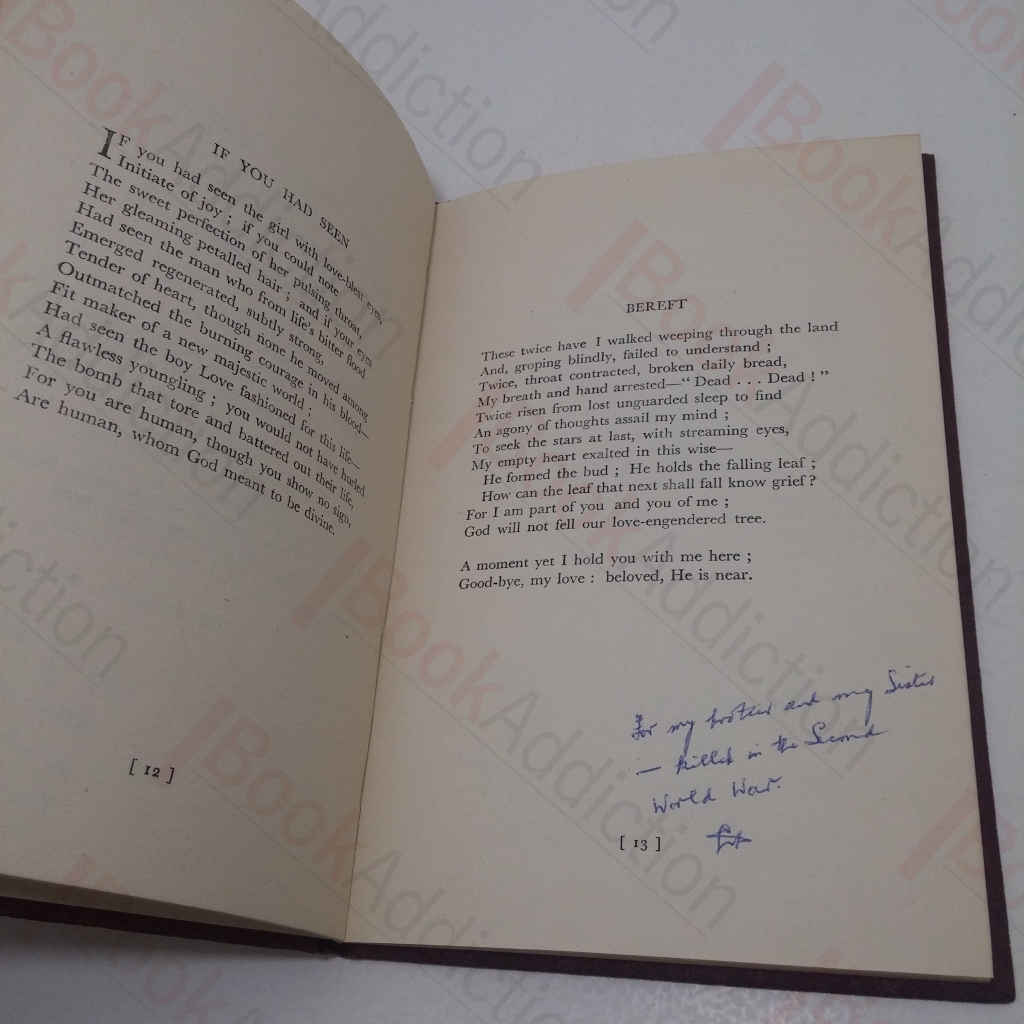 IF YOU HAD SEEN
IF you had seen the girl with love-blest eyes,
Initiate of joy ; if you could note
The sweet perfection of her pulsing throat,
Her gleaming petalled hair ; and if your eyes
Had seen the man who from life's bitter flood
Emerged regenerated, subtly strong,
Tender of heart, though none he moved among
Outmatched the burning courage in his blood—
Fit maker of a new majestic world ;
Had seen the boy Love fashioned for this life—
A flawless youngling ; you would not have hurled
The bomb that tore and battered out their life,
For you are human, though you show no sign,
Are human, whom God meant to be divine.
[ 12 ]
BEREFT
These twice have I walked weeping through the land
And, groping blindly, failed to understand ;
Twice, throat contracted, broken daily bread,
My breath and hand arrested—“ Dead . . . Dead ! ”
Twice risen from lost unguarded sleep to find
An agony of thoughts assail my mind ;
To seek the stars at last, with streaming eyes,
My empty heart exalted in this wise—
He formed the bud ; He holds the falling leaf ;
How can the leaf that next shall fall know grief ?
For I am part of you and you of me ;
God will not fell our love-engendered tree.
A moment yet I hold you with me here ;
Good-bye, my love : beloved, He is near.
For my brother and my Sister
— killed in the Second
World War.
[ 13 ]
BookAddiction